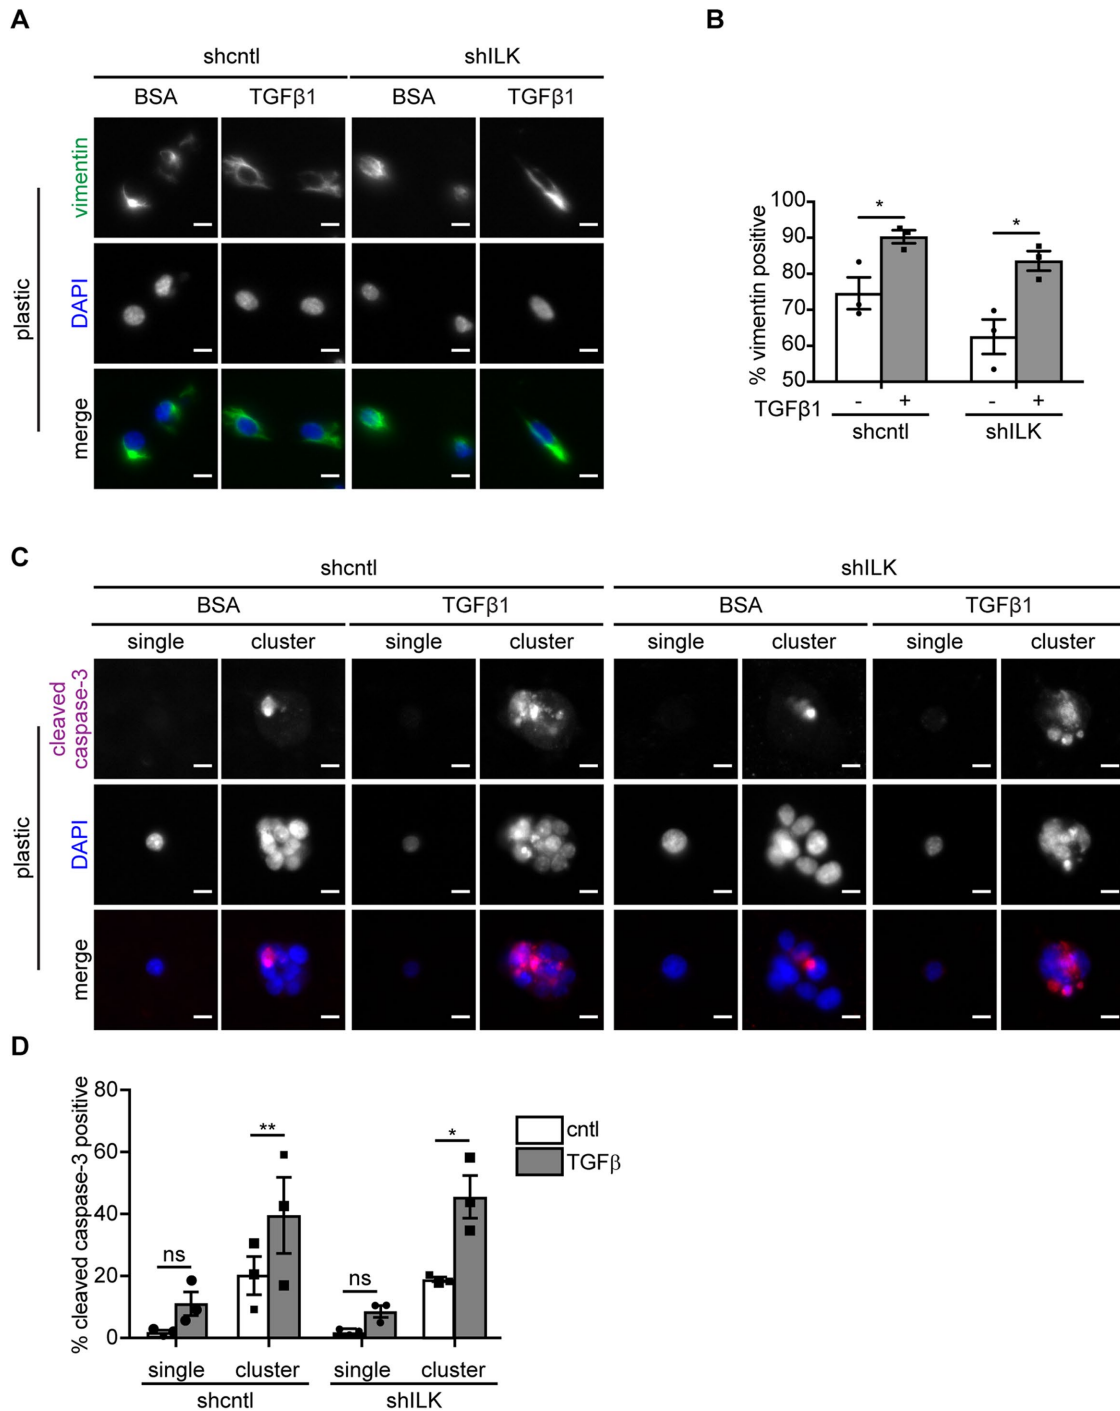 A
shcntl shILK
BSA TGFβ1 BSA TGFβ1
vimentin
DAPI
merge
plastic
B
% vimentin positive
100
90
80
70
60
50
* *
TGFβ1 - + - +
shcntl shILK
C
shcntl shILK
BSA TGFβ1 BSA TGFβ1
single cluster single cluster single cluster single cluster
cleaved
caspase-3
DAPI
merge
plastic
D
% cleaved caspase-3 positive
80
60
40
20
0
ns ** ns *
cntl
TGFβ
single cluster single cluster
shcntl shILK